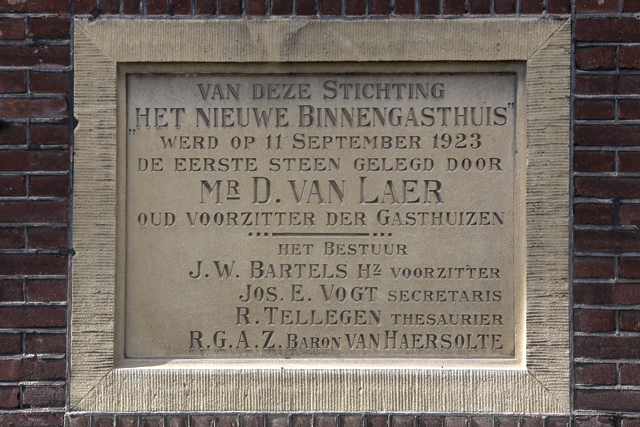 VAN DEZE STICHTING
„HET NIEUWE BINNENGASTHUIS”
WERD OP 11 SEPTEMBER 1923
DE EERSTE STEEN GELEGD DOOR
MR D. VAN LAER
OUD VOORZITTER DER GASTHUIZEN
HET BESTUUR
J.W. BARTELS HZ VOORZITTER
JOS. E. VOGT SECRETARIS
R. TELLEGEN THESAURIER
R.G.A.Z. BARON VAN HAERSOLTE